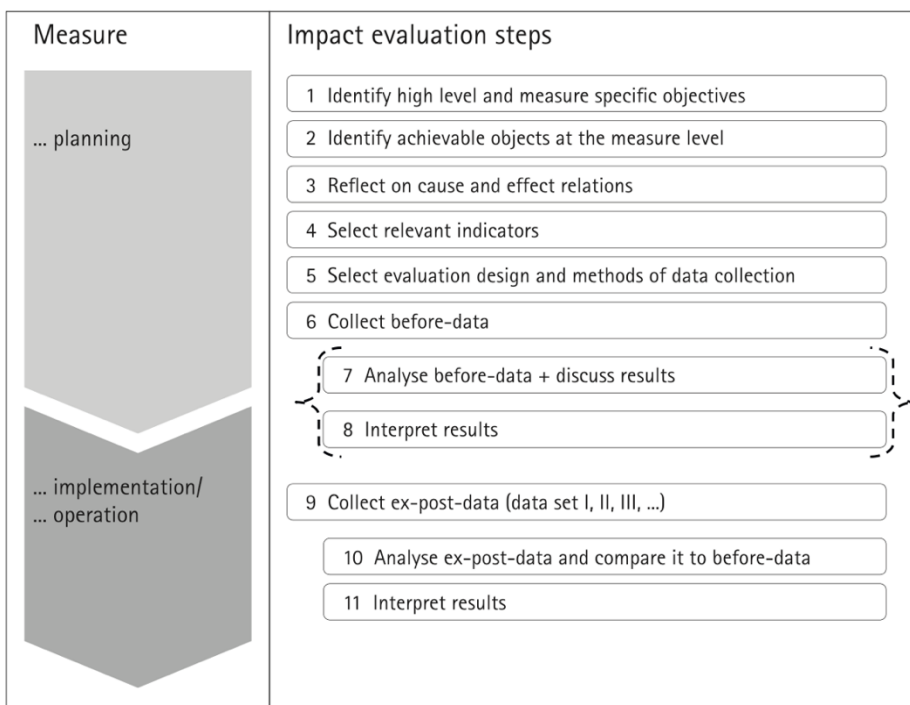 Measure
Impact evaluation steps
... planning
1 Identify high level and measure specific objectives
2 Identify achievable objects at the measure level
3 Reflect on cause and effect relations
4 Select relevant indicators
5 Select evaluation design and methods of data collection
6 Collect before-data
7 Analyse before-data + discuss results
8 Interpret results
... implementation/
... operation
9 Collect ex-post-data (data set I, II, III, ...)
10 Analyse ex-post-data and compare it to before-data
11 Interpret results